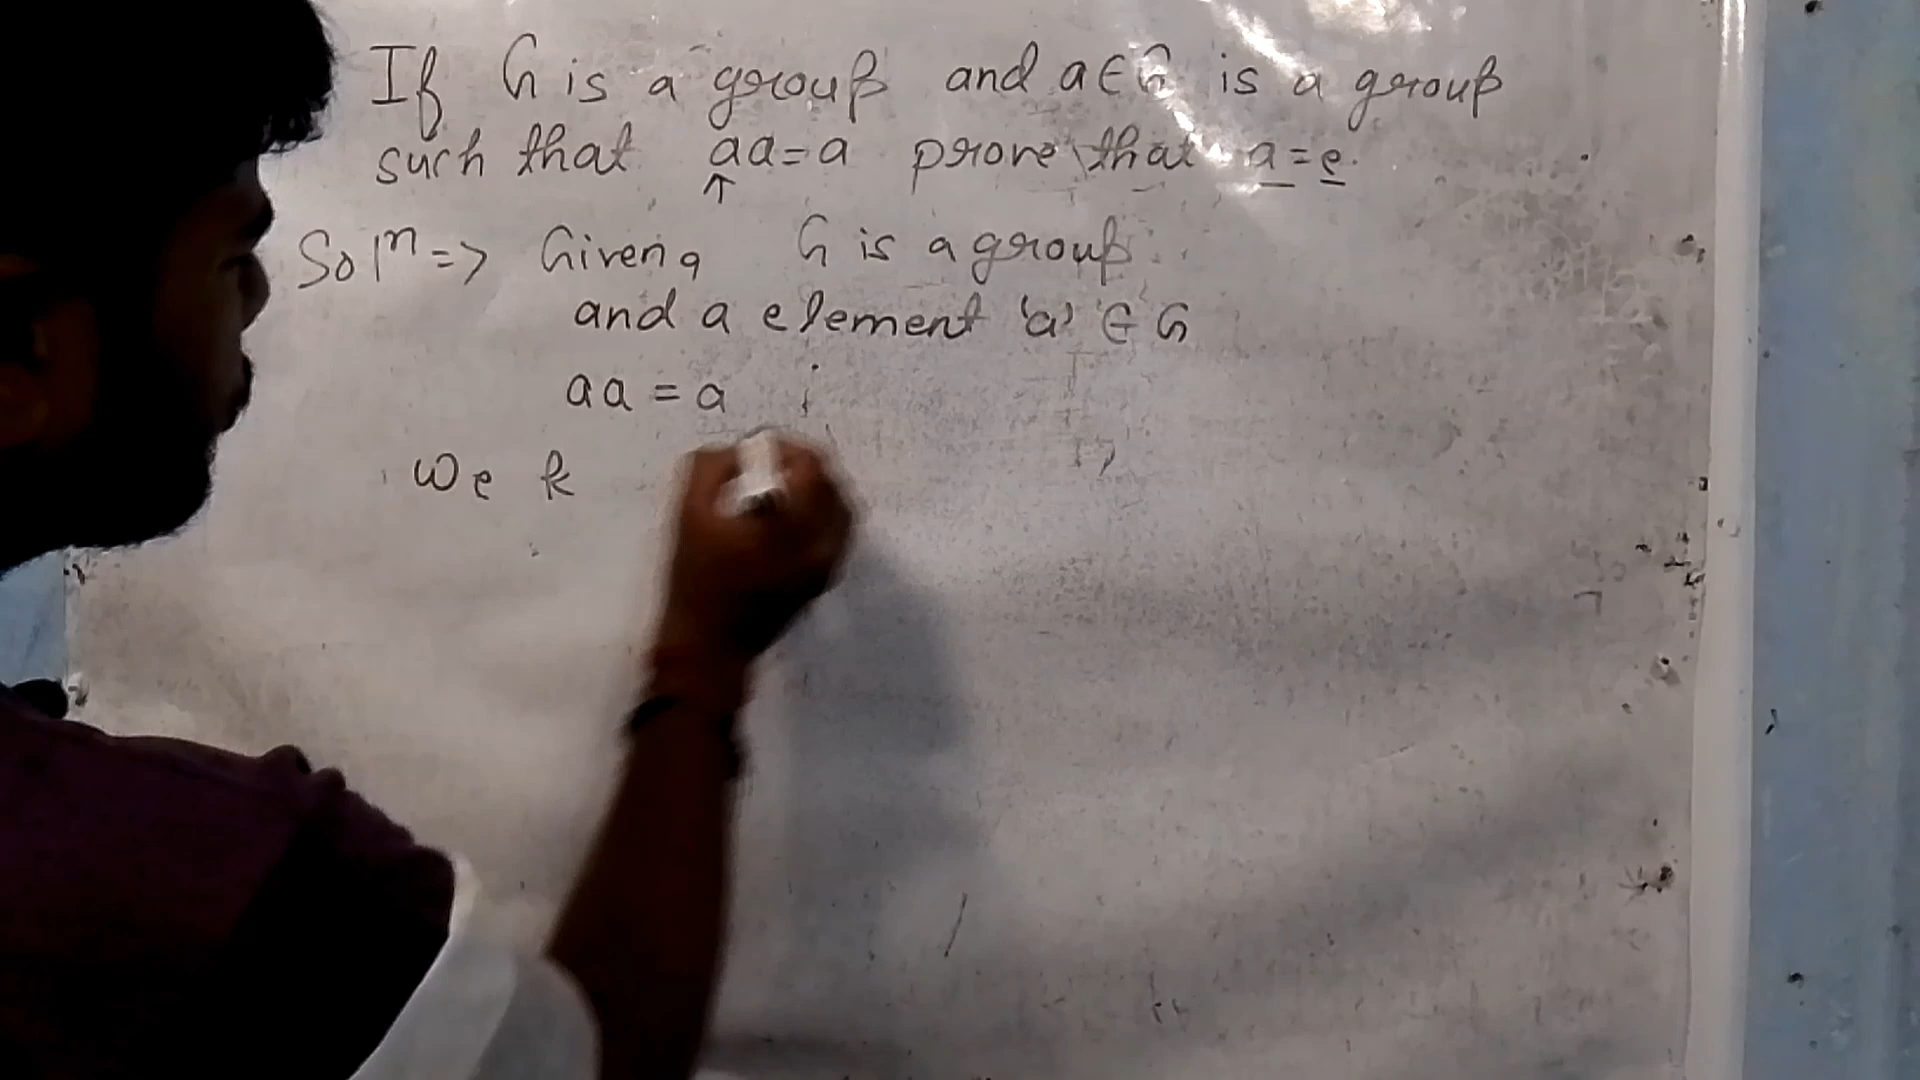 If G is a group and a ∈ G is a group
such that aa = a prove that a = e.
Solⁿ => Given, G is a group.
and a element 'a' ∈ G
aa = a ;
we k